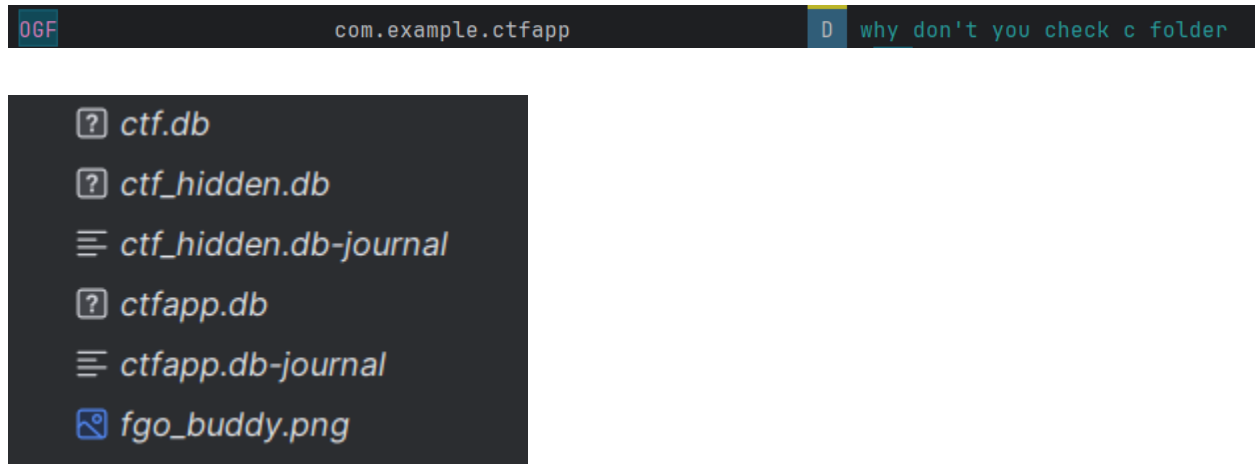 OGF com.example.ctfapp D why don't you check c folder
ctf.db
ctf_hidden.db
ctf_hidden.db-journal
ctfapp.db
ctfapp.db-journal
fgo_buddy.png